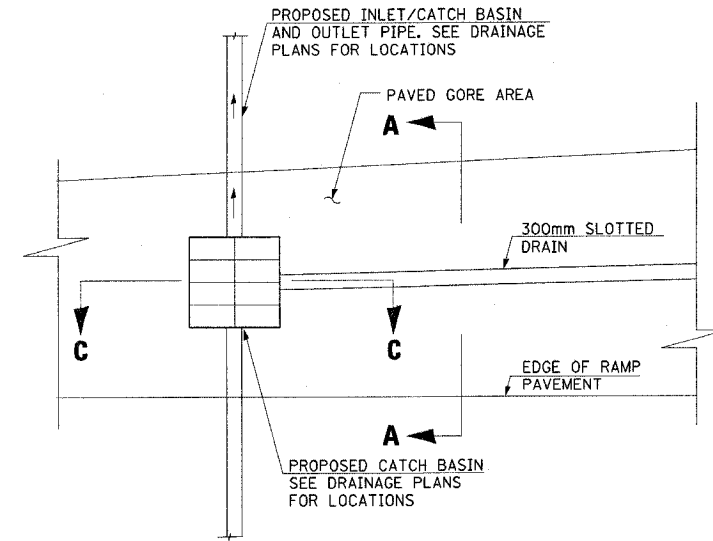 PROPOSED INLET/CATCH BASIN
AND OUTLET PIPE. SEE DRAINAGE
PLANS FOR LOCATIONS
PAVED GORE AREA
A
300mm SLOTTED
DRAIN
C
C
EDGE OF RAMP
PAVEMENT
A
PROPOSED CATCH BASIN
SEE DRAINAGE PLANS
FOR LOCATIONS